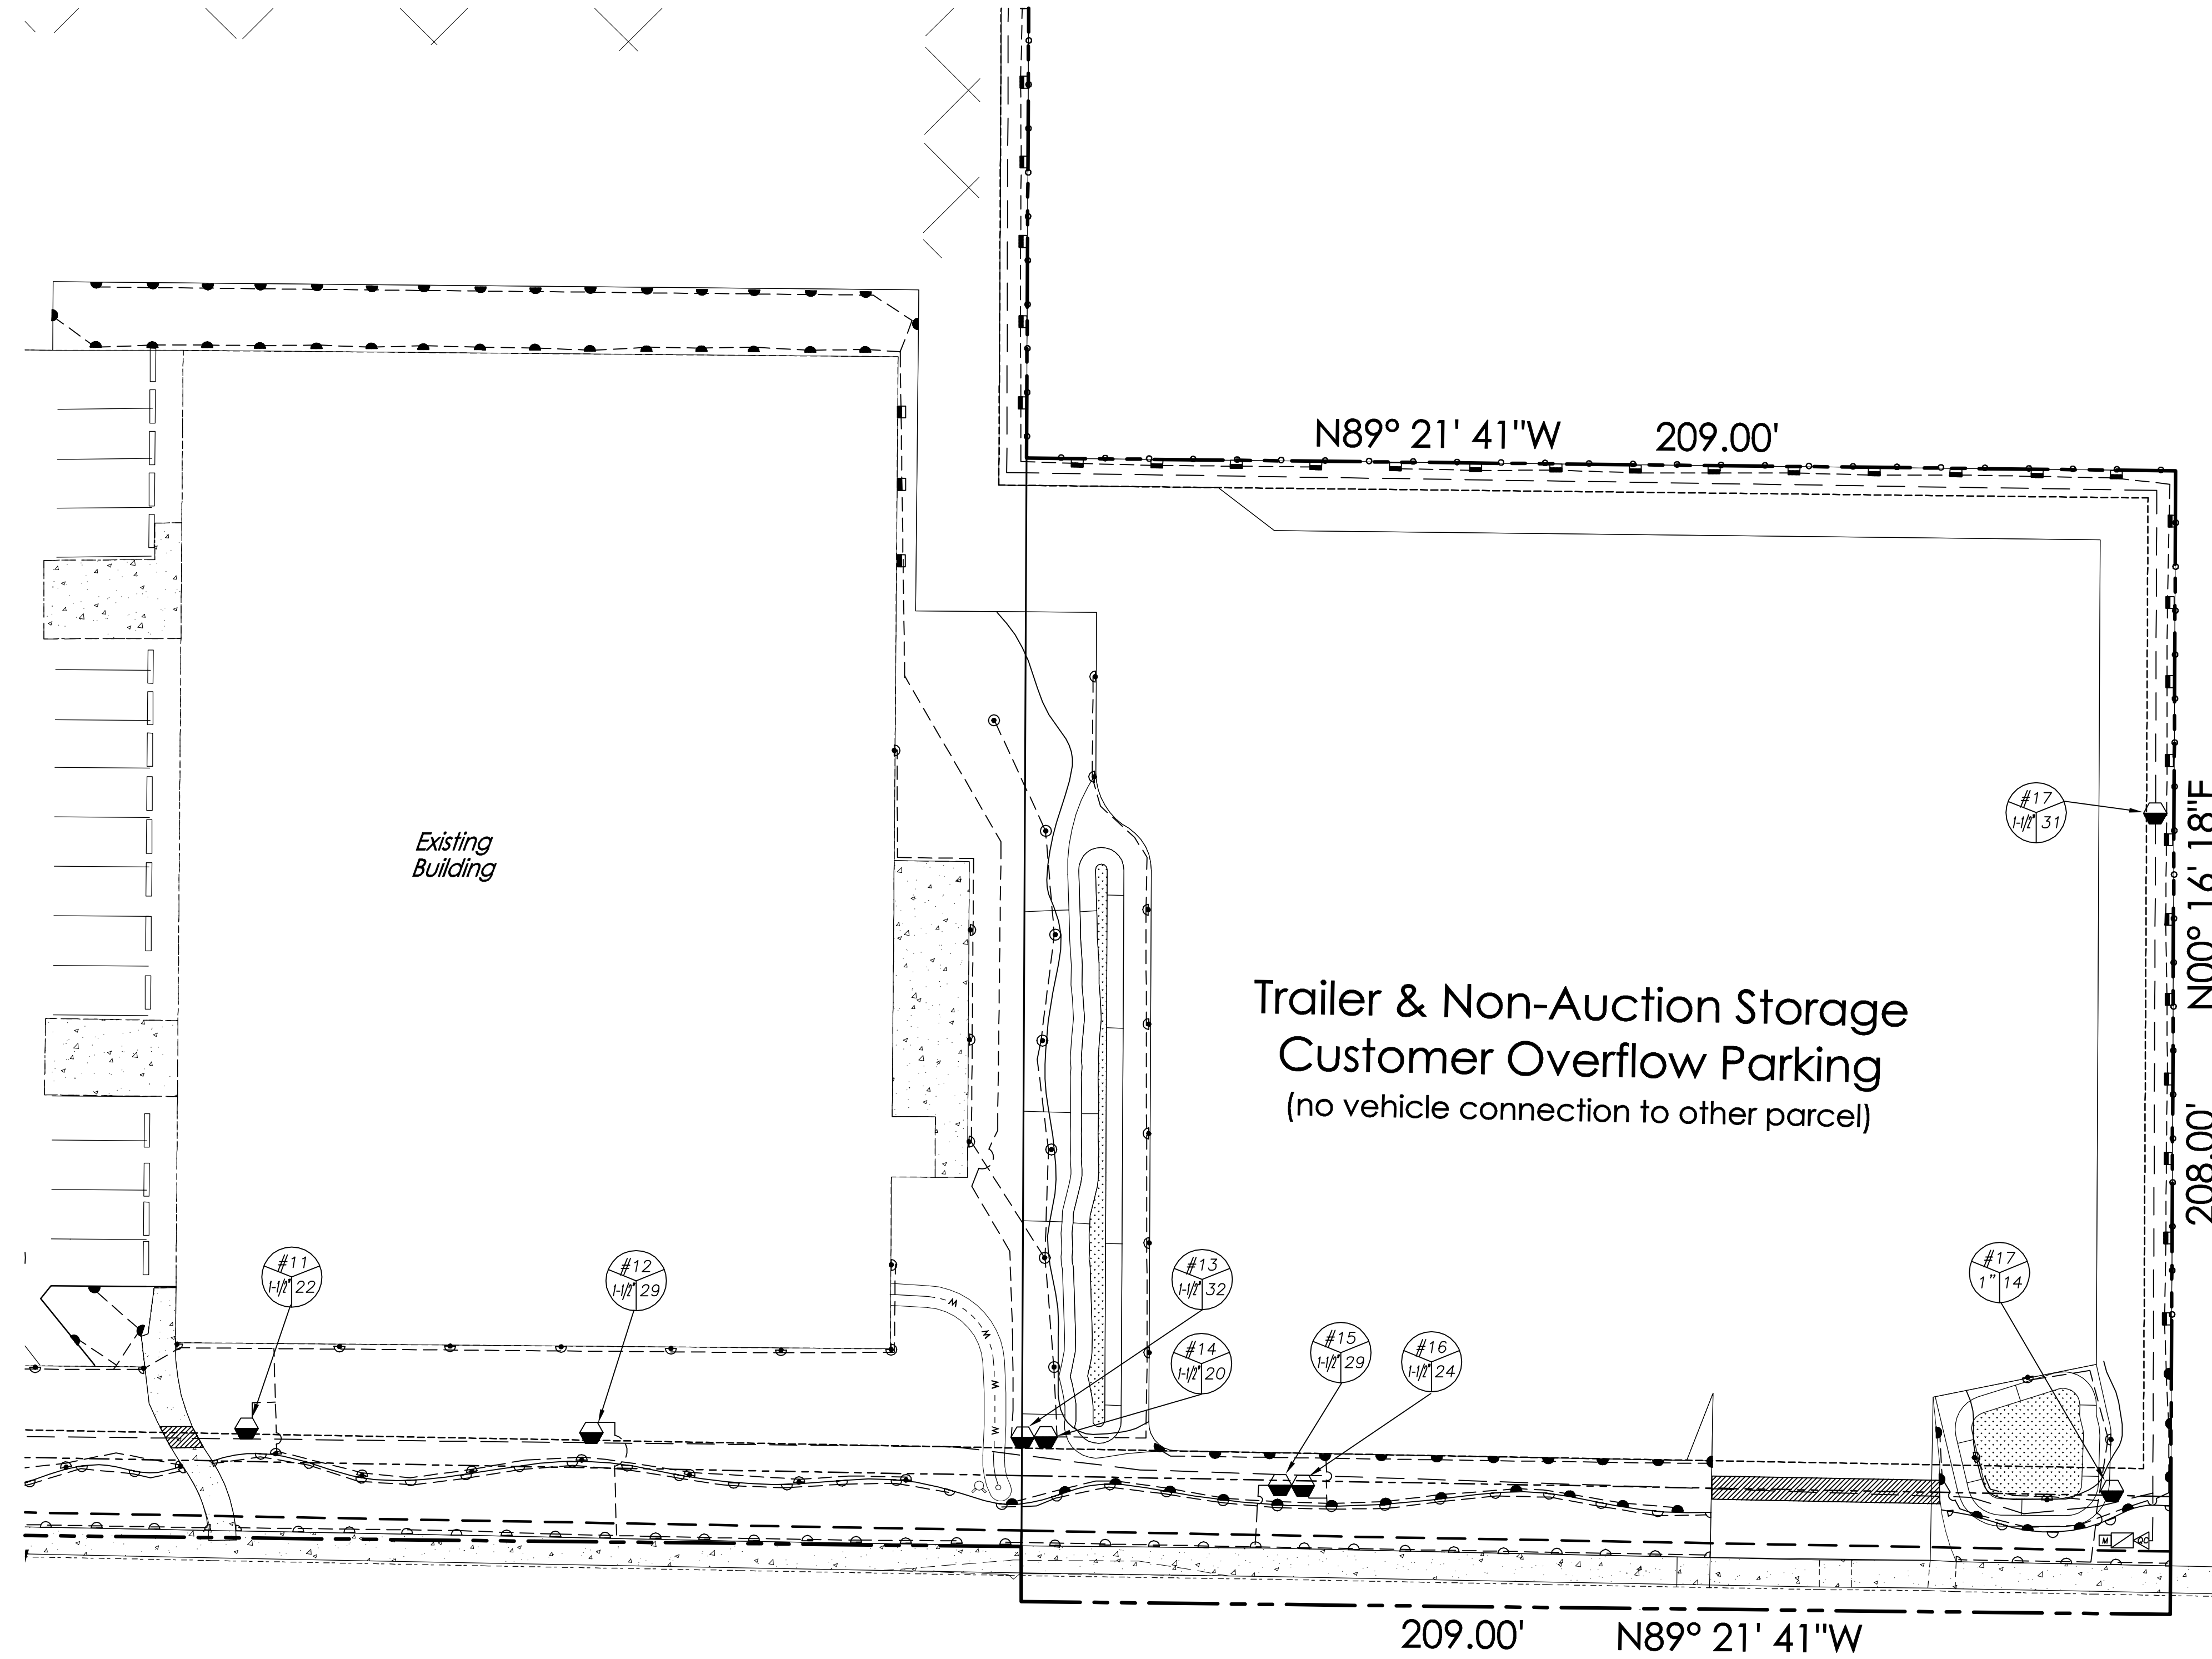 N89° 21' 41"W 209.00'
#17
1-1/2" 31
N00° 16' 18"E
208.00'
Existing
Building
Trailer & Non-Auction Storage
Customer Overflow Parking
(no vehicle connection to other parcel)
#11
1-1/2" 22
#12
1-1/2" 29
#13
1-1/2" 32
#14
1-1/2" 20
#15
1-1/2" 29
#16
1-1/2" 24
#17
1" 14
W
W
W
W
M
209.00' N89° 21' 41"W